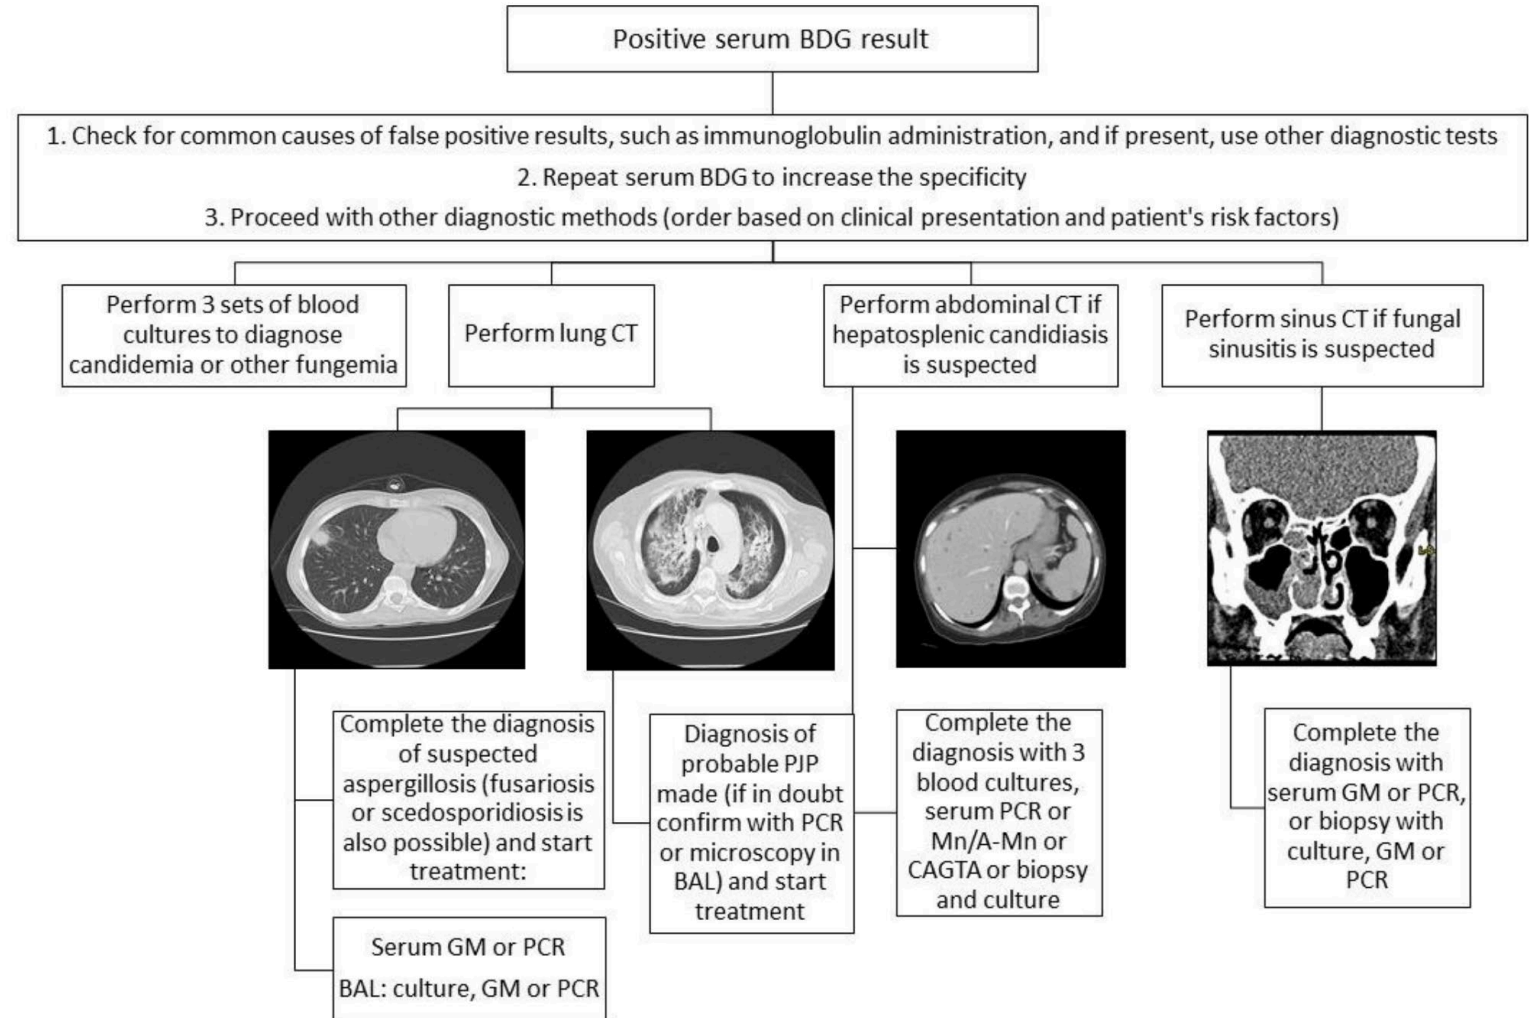 Positive serum BDG result
1. Check for common causes of false positive results, such as immunoglobulin administration, and if present, use other diagnostic tests
2. Repeat serum BDG to increase the specificity
3. Proceed with other diagnostic methods (order based on clinical presentation and patient's risk factors)
Perform 3 sets of blood
cultures to diagnose
candidemia or other fungemia
Perform lung CT
Perform abdominal CT if
hepatosplenic candidiasis
is suspected
Perform sinus CT if fungal
sinusitis is suspected
Complete the diagnosis
of suspected
aspergillosis (fusariosis
or scedosporidiosis is
also possible) and start
treatment:
Serum GM or PCR
BAL: culture, GM or PCR
Diagnosis of
probable PJP
made (if in doubt
confirm with PCR
or microscopy in
BAL) and start
treatment
Complete the
diagnosis with 3
blood cultures,
serum PCR or
Mn/A-Mn or
CAGTA or biopsy
and culture
Complete the
diagnosis with
serum GM or PCR,
or biopsy with
culture, GM or
PCR